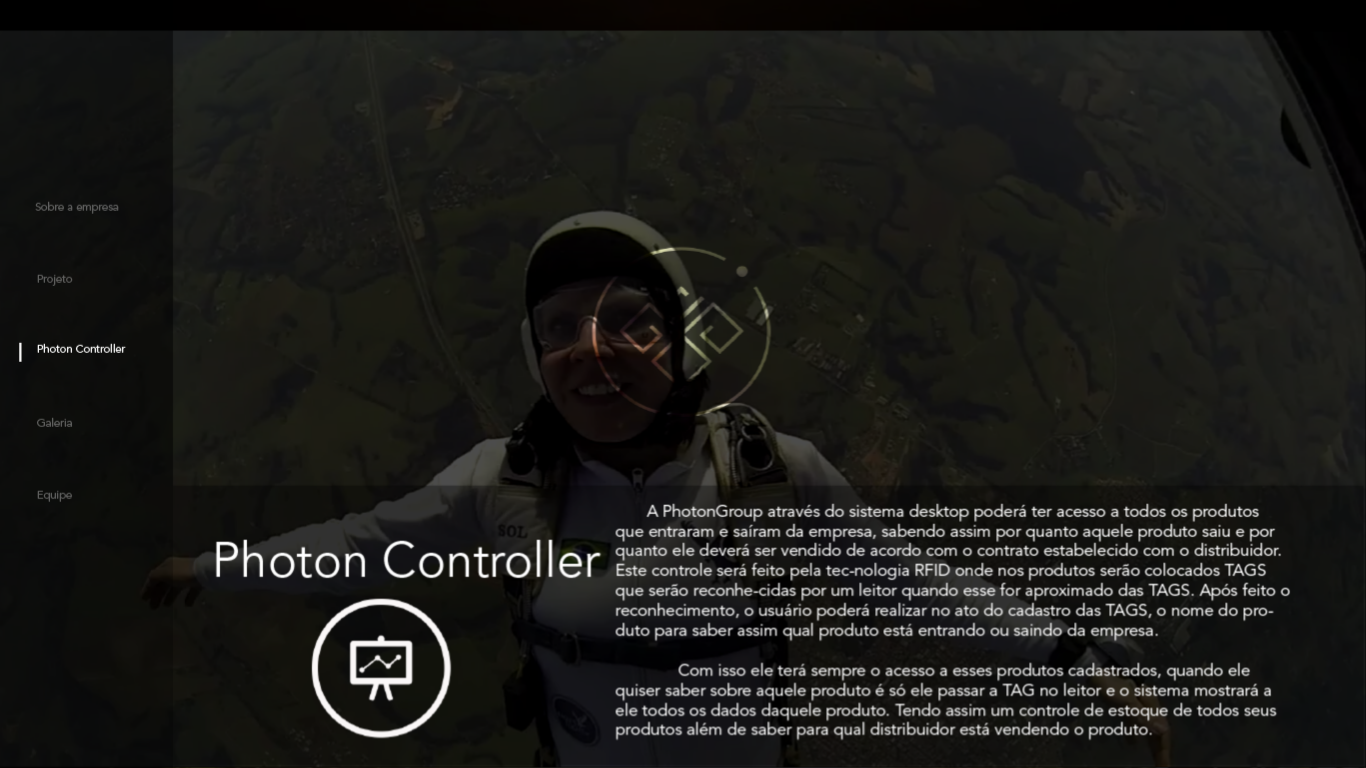 Sobre a empresa
Projeto
Photon Controller
Galeria
Equipe
SOL
Photon Controller
A PhotonGroup através do sistema desktop poderá ter acesso a todos os produtos
que entraram e saíram da empresa, sabendo assim por quanto aquele produto saiu e por
quanto ele deverá ser vendido de acordo com o contrato estabelecido com o distribuidor.
Este controle será feito pela tec-nologia RFID onde nos produtos serão colocados TAGS
que serão reconhe-cidas por um leitor quando esse for aproximado das TAGS. Após feito o
reconhecimento, o usuário poderá realizar no ato do cadastro das TAGS, o nome do pro-
duto para saber assim qual produto está entrando ou saindo da empresa.
Com isso ele terá sempre o acesso a esses produtos cadastrados, quando ele
quiser saber sobre aquele produto é só ele passar a TAG no leitor e o sistema mostrará a
ele todos os dados daquele produto. Tendo assim um controle de estoque de todos seus
produtos além de saber para qual distribuidor está vendendo o produto.